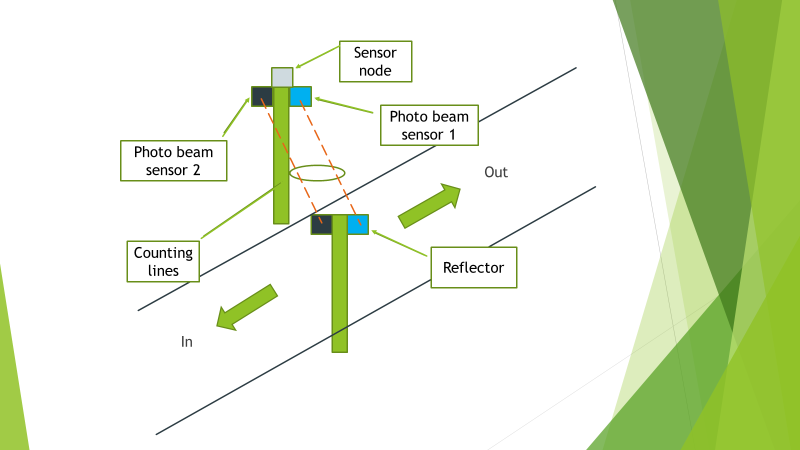 Sensor
node
Photo beam
sensor 1
Photo beam
sensor 2
Out
Counting
lines
Reflector
In